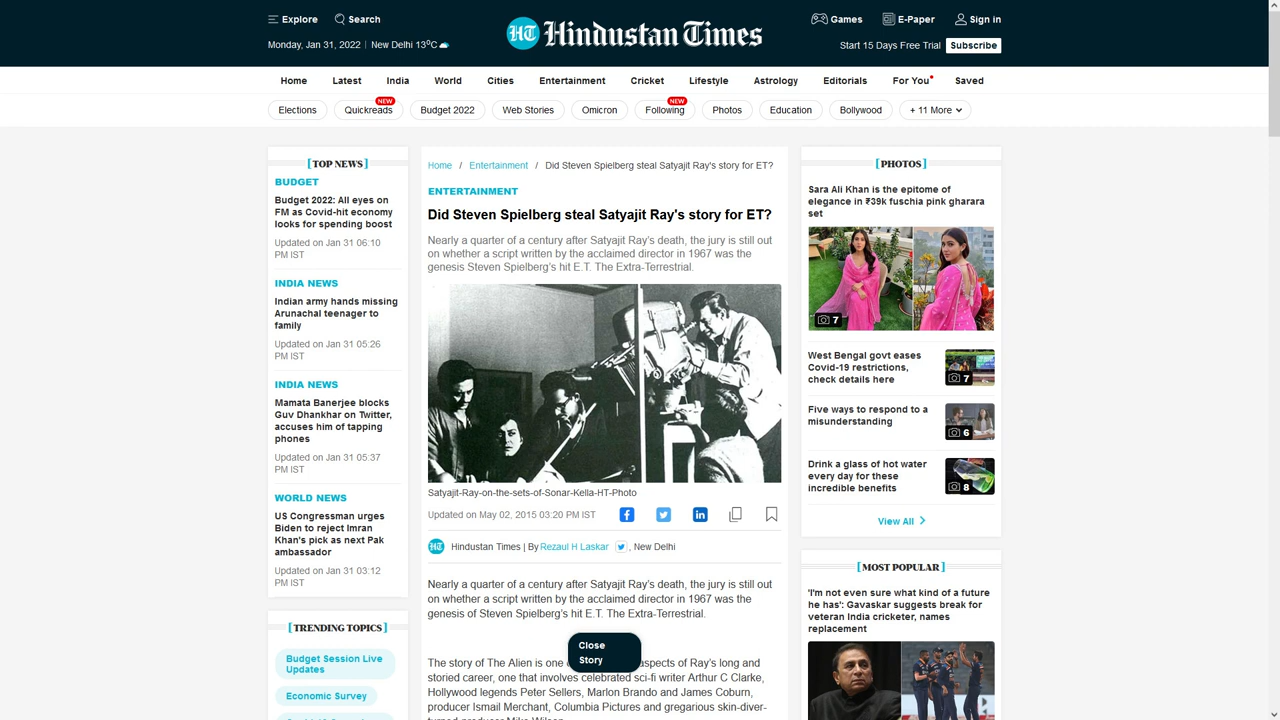 Explore
Search
Monday, Jan 31, 2022 | New Delhi 13°C
HT Hindustan Times
Games
E-Paper
Sign in
Start 15 Days Free Trial
Subscribe
Home
Latest
India
World
Cities
Entertainment
Cricket
Lifestyle
Astrology
Editorials
For You
Saved
Elections
Quickreads
NEW
Budget 2022
Web Stories
Omicron
Following
NEW
Photos
Education
Bollywood
+ 11 More
[TOP NEWS]
BUDGET
Budget 2022: All eyes on
FM as Covid-hit economy
looks for spending boost
Updated on Jan 31 06:10
PM IST
INDIA NEWS
Indian army hands missing
Arunachal teenager to
family
Updated on Jan 31 05:26
PM IST
INDIA NEWS
Mamata Banerjee blocks
Guv Dhankhar on Twitter,
accuses him of tapping
phones
Updated on Jan 31 05:37
PM IST
WORLD NEWS
US Congressman urges
Biden to reject Imran
Khan's pick as next Pak
ambassador
Updated on Jan 31 03:12
PM IST
[TRENDING TOPICS]
Budget Session Live
Updates
Economic Survey
Home / Entertainment / Did Steven Spielberg steal Satyajit Ray's story for ET?
ENTERTAINMENT
Did Steven Spielberg steal Satyajit Ray's story for ET?
Nearly a quarter of a century after Satyajit Ray's death, the jury is still out
on whether a script written by the acclaimed director in 1967 was the
genesis Steven Spielberg's hit E.T. The Extra-Terrestrial.
Satyajit-Ray-on-the-sets-of-Sonar-Kella-HT-Photo
Updated on May 02, 2015 03:20 PM IST
HT Hindustan Times | By Rezaul H Laskar , New Delhi
Nearly a quarter of a century after Satyajit Ray's death, the jury is still out
on whether a script written by the acclaimed director in 1967 was the
genesis of Steven Spielberg's hit E.T. The Extra-Terrestrial.
Close
Story
The story of The Alien is one aspects of Ray's long and
storied career, one that involves celebrated sci-fi writer Arthur C Clarke,
Hollywood legends Peter Sellers, Marlon Brando and James Coburn,
producer Ismail Merchant, Columbia Pictures and gregarious skin-diver-
turned producer Mike Wilson.
[PHOTOS]
Sara Ali Khan is the epitome of
elegance in ₹39k fuschia pink gharara
set
7
West Bengal govt eases
Covid-19 restrictions,
check details here
7
Five ways to respond to a
misunderstanding
6
Drink a glass of hot water
every day for these
incredible benefits
8
View All
[MOST POPULAR]
'I'm not even sure what kind of a future
he has': Gavaskar suggests break for
veteran India cricketer, names
replacement